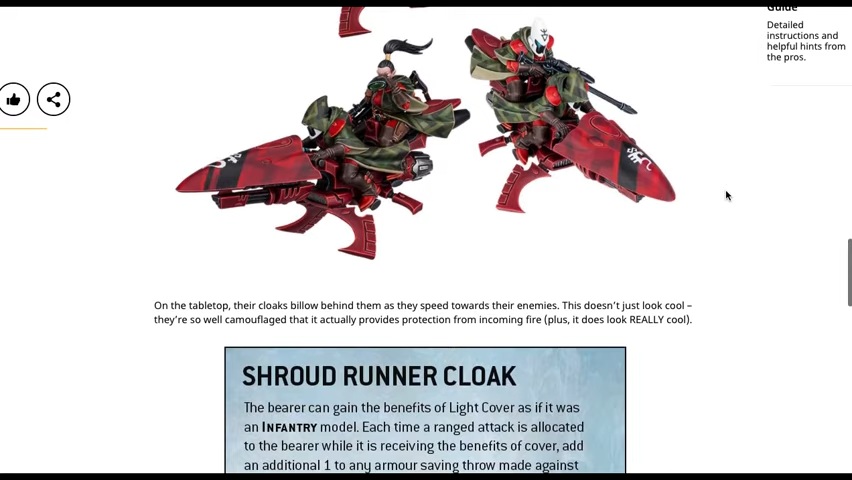 Guide
Detailed
instructions and
helpful hints from
the pros.
On the tabletop, their cloaks billow behind them as they speed towards their enemies. This doesn't just look cool –
they're so well camouflaged that it actually provides protection from incoming fire (plus, it does look REALLY cool).
SHROUD RUNNER CLOAK
The bearer can gain the benefits of Light Cover as if it was
an INFANTRY model. Each time a ranged attack is allocated
to the bearer while it is receiving the benefits of cover, add
an additional 1 to any armour saving throw made against